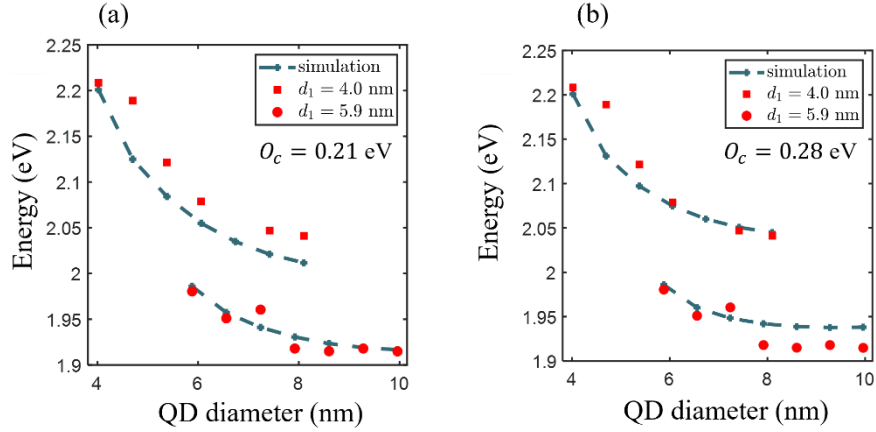 (a)
2.25
2.2
2.15
2.1
2.05
2
1.95
1.9
Energy (eV)
simulation
d₁ = 4.0 nm
d₁ = 5.9 nm
O_c = 0.21 eV
4
6
8
10
QD diameter (nm)
(b)
2.25
2.2
2.15
2.1
2.05
2
1.95
1.9
Energy (eV)
simulation
d₁ = 4.0 nm
d₁ = 5.9 nm
O_c = 0.28 eV
4
6
8
10
QD diameter (nm)